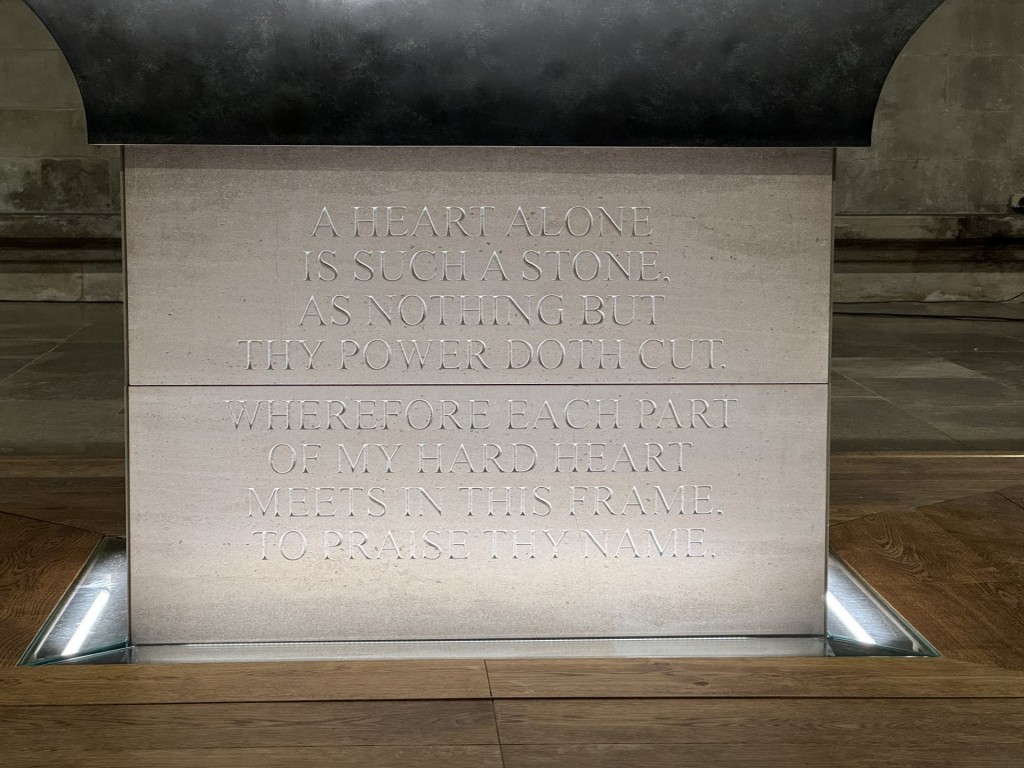 A HEART ALONE
IS SUCH A STONE,
AS NOTHING BUT
THY POWER DOTH CUT.
WHEREFORE EACH PART
OF MY HARD HEART
MEETS IN THIS FRAME,
TO PRAISE THY NAME.